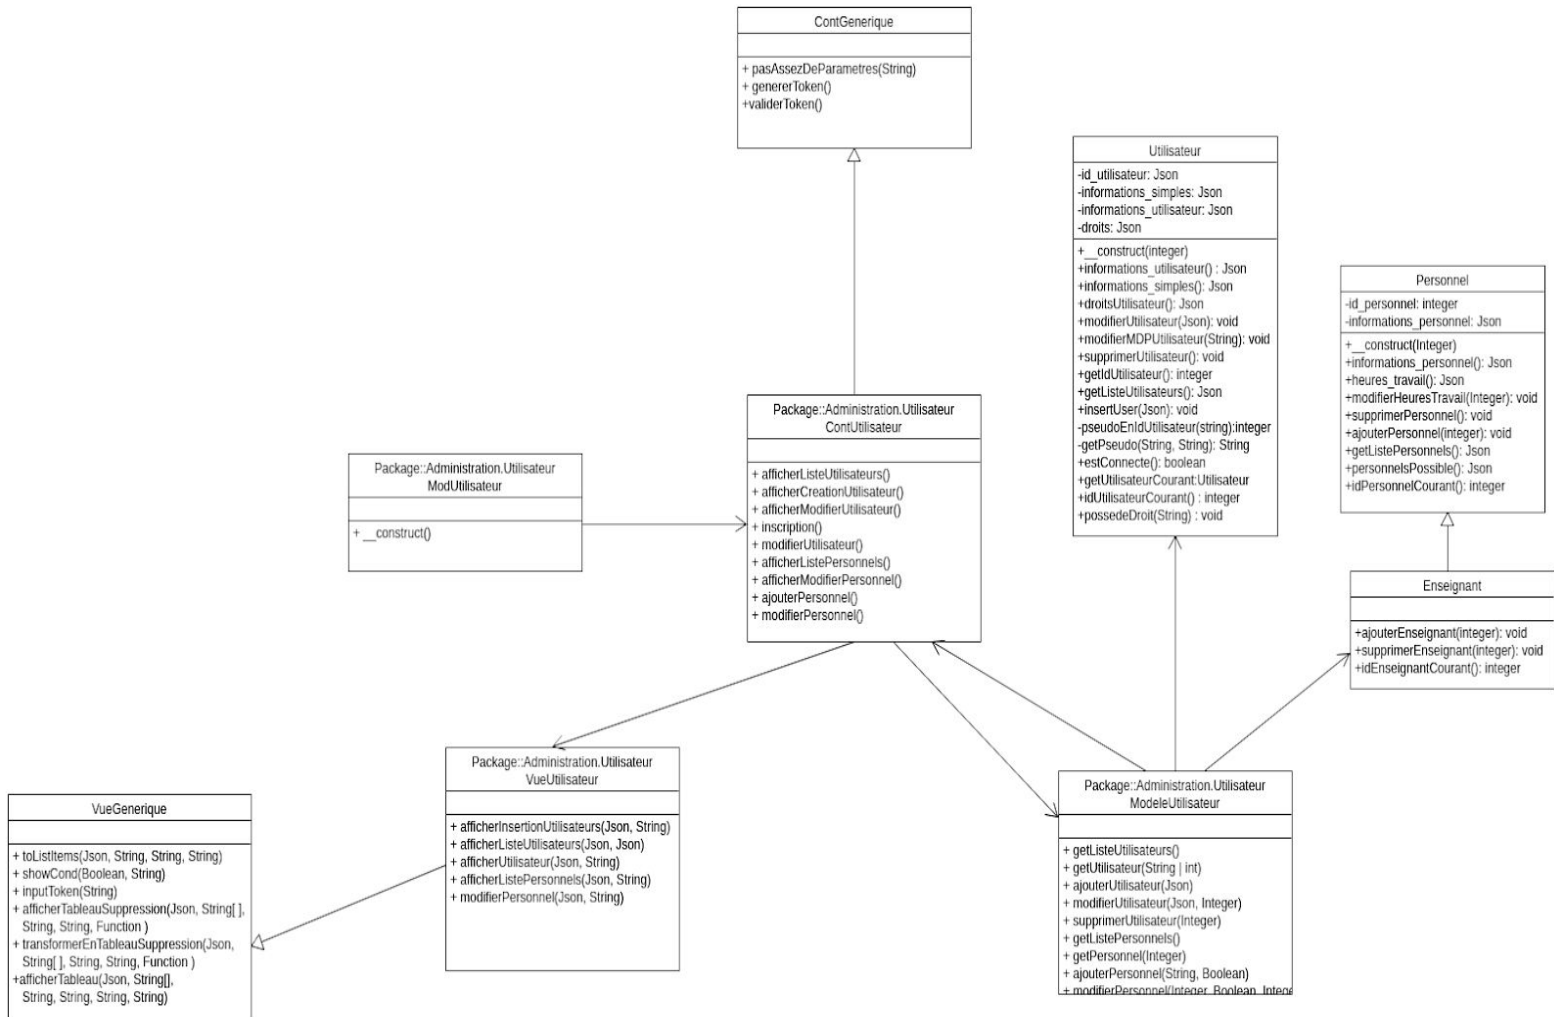 ContGenerique
+ pasAssezDeParametres(String)
+ genererToken()
+validerToken()
Utilisateur
-id_utilisateur: Json
-informations_simples: Json
-informations_utilisateur: Json
-droits: Json
+__construct(integer)
+informations_utilisateur() : Json
+informations_simples(): Json
+droitsUtilisateur(): Json
+modifierUtilisateur(Json): void
+modifierMDPUtilisateur(String): void
+supprimerUtilisateur(): void
+getIdUtilisateur(): integer
+getListeUtilisateurs(): Json
+insertUser(Json): void
-pseudoEnIdUtilisateur(string):integer
-getPseudo(String, String): String
+estConnecte(): boolean
+getUtilisateurCourant:Utilisateur
+idUtilisateurCourant() : integer
+possedeDroit(String) : void
Personnel
-id_personnel: integer
-informations_personnel: Json
+__construct(Integer)
+informations_personnel(): Json
+heures_travail(): Json
+modifierHeuresTravail(Integer): void
+supprimerPersonnel(): void
+ajouterPersonnel(integer): void
+getListePersonnels(): Json
+personnelsPossible(): Json
+idPersonnelCourant(): integer
Package::Administration.Utilisateur
ContUtilisateur
+ afficherListeUtilisateurs()
+ afficherCreationUtilisateur()
+ afficherModifierUtilisateur()
+ inscription()
+ modifierUtilisateur()
+ afficherListePersonnels()
+ afficherModifierPersonnel()
+ ajouterPersonnel()
+ modifierPersonnel()
Package::Administration.Utilisateur
ModUtilisateur
+ __construct()
Enseignant
+ajouterEnseignant(integer): void
+supprimerEnseignant(integer): void
+idEnseignantCourant(): integer
Package::Administration.Utilisateur
VueUtilisateur
+ afficherInsertionUtilisateurs(Json, String)
+ afficherListeUtilisateurs(Json, Json)
+ afficherUtilisateur(Json, String)
+ afficherListePersonnels(Json, String)
+ modifierPersonnel(Json, String)
Package::Administration.Utilisateur
ModeleUtilisateur
+ getListeUtilisateurs()
+ getUtilisateur(String | int)
+ ajouterUtilisateur(Json)
+ modifierUtilisateur(Json, Integer)
+ supprimerUtilisateur(Integer)
+ getListePersonnels()
+ getPersonnel(Integer)
+ ajouterPersonnel(String, Boolean)
+ modifierPersonnel(Integer, Boolean,
VueGenerique
+ toListItems(Json, String, String, String)
+ showCond(Boolean, String)
+ inputToken(String)
+ afficherTableauSuppression(Json, String[ ],
String, String, Function )
+ transformerEnTableauSuppression(Json,
String[ ], String, String, Function )
+afficherTableau(Json, String[],
String, String, String, String)